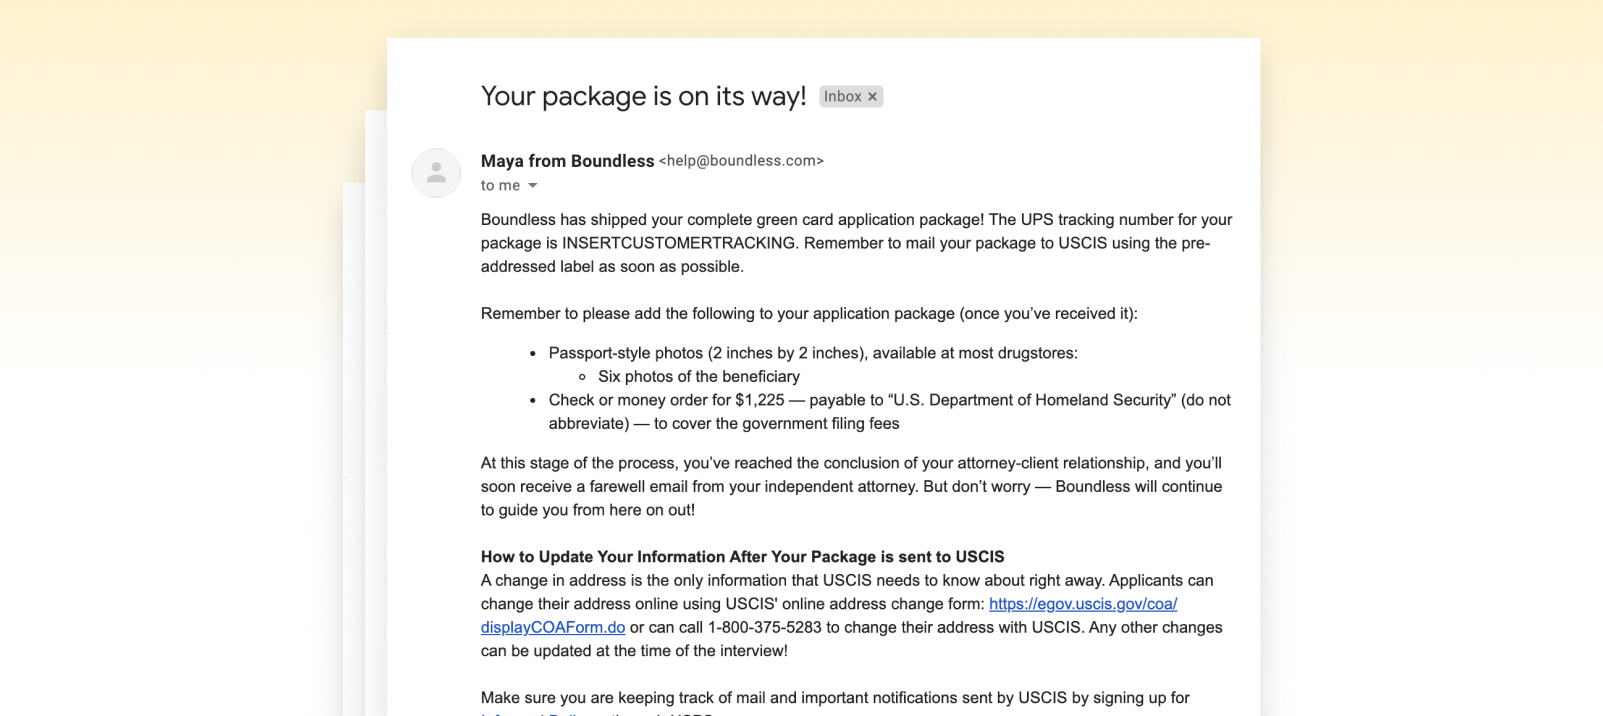 Your package is on its way! Inbox ×
Maya from Boundless <help@boundless.com>
to me
Boundless has shipped your complete green card application package! The UPS tracking number for your
package is INSERTCUSTOMERTRACKING. Remember to mail your package to USCIS using the pre-
addressed label as soon as possible.
Remember to please add the following to your application package (once you’ve received it):
• Passport-style photos (2 inches by 2 inches), available at most drugstores:
◦ Six photos of the beneficiary
• Check or money order for $1,225 — payable to “U.S. Department of Homeland Security” (do not
abbreviate) — to cover the government filing fees
At this stage of the process, you’ve reached the conclusion of your attorney-client relationship, and you’ll
soon receive a farewell email from your independent attorney. But don’t worry — Boundless will continue
to guide you from here on out!
How to Update Your Information After Your Package is sent to USCIS
A change in address is the only information that USCIS needs to know about right away. Applicants can
change their address online using USCIS' online address change form: https://egov.uscis.gov/coa/
displayCOAForm.do or can call 1-800-375-5283 to change their address with USCIS. Any other changes
can be updated at the time of the interview!
Make sure you are keeping track of mail and important notifications sent by USCIS by signing up for